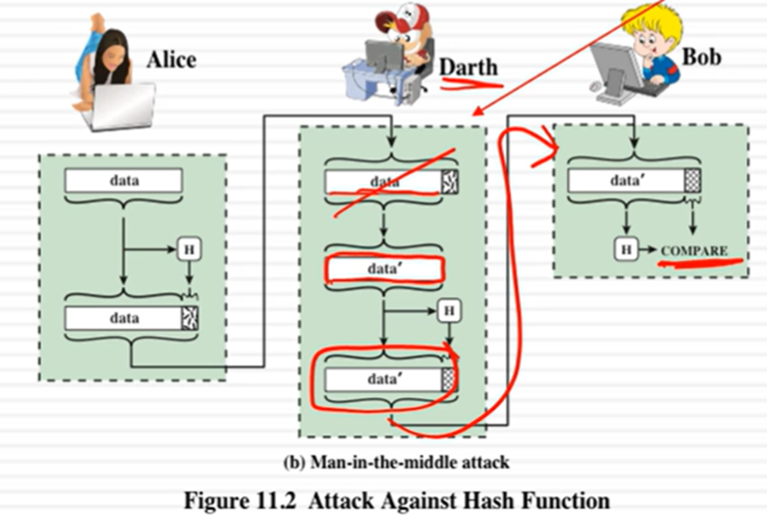 Alice
Darth
Bob
data
H
data
data
data′
H
data′
data′
H
COMPARE
(b) Man-in-the-middle attack
Figure 11.2 Attack Against Hash Function